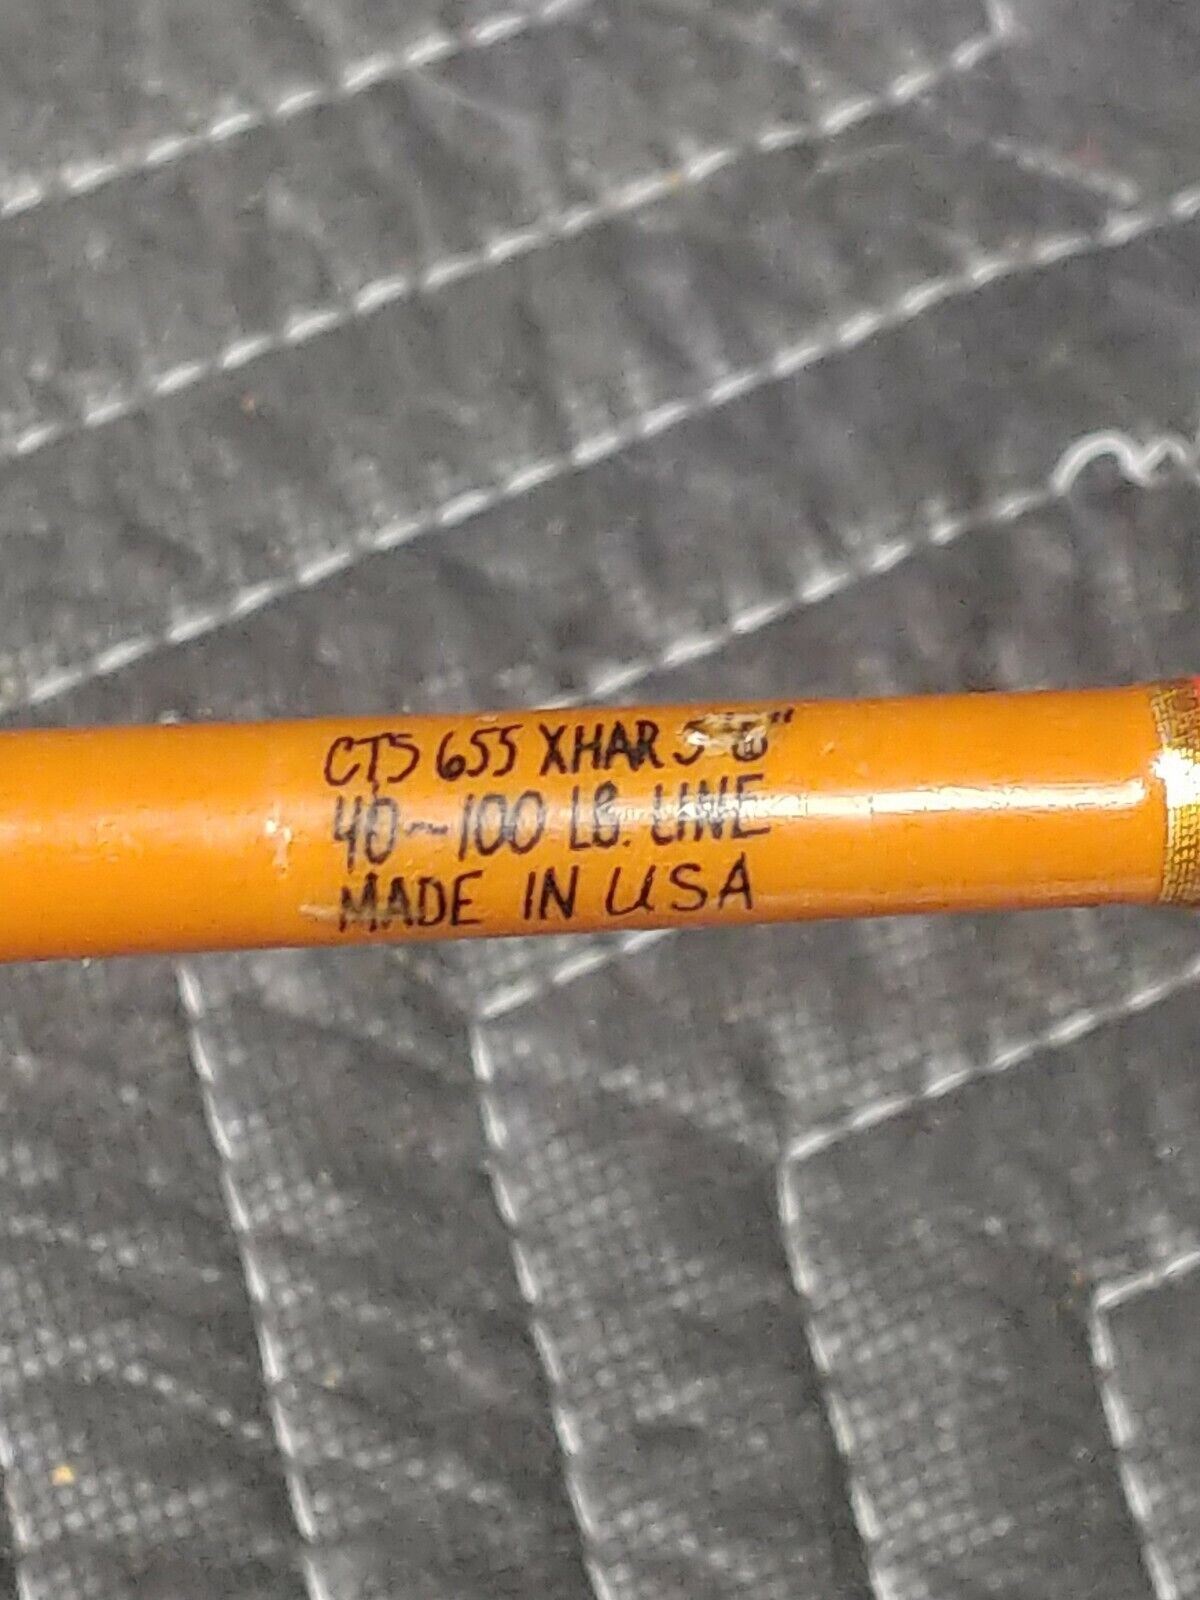 CTS 655 XHAR 5' 6"
40-100 LB. LINE
MADE IN USA